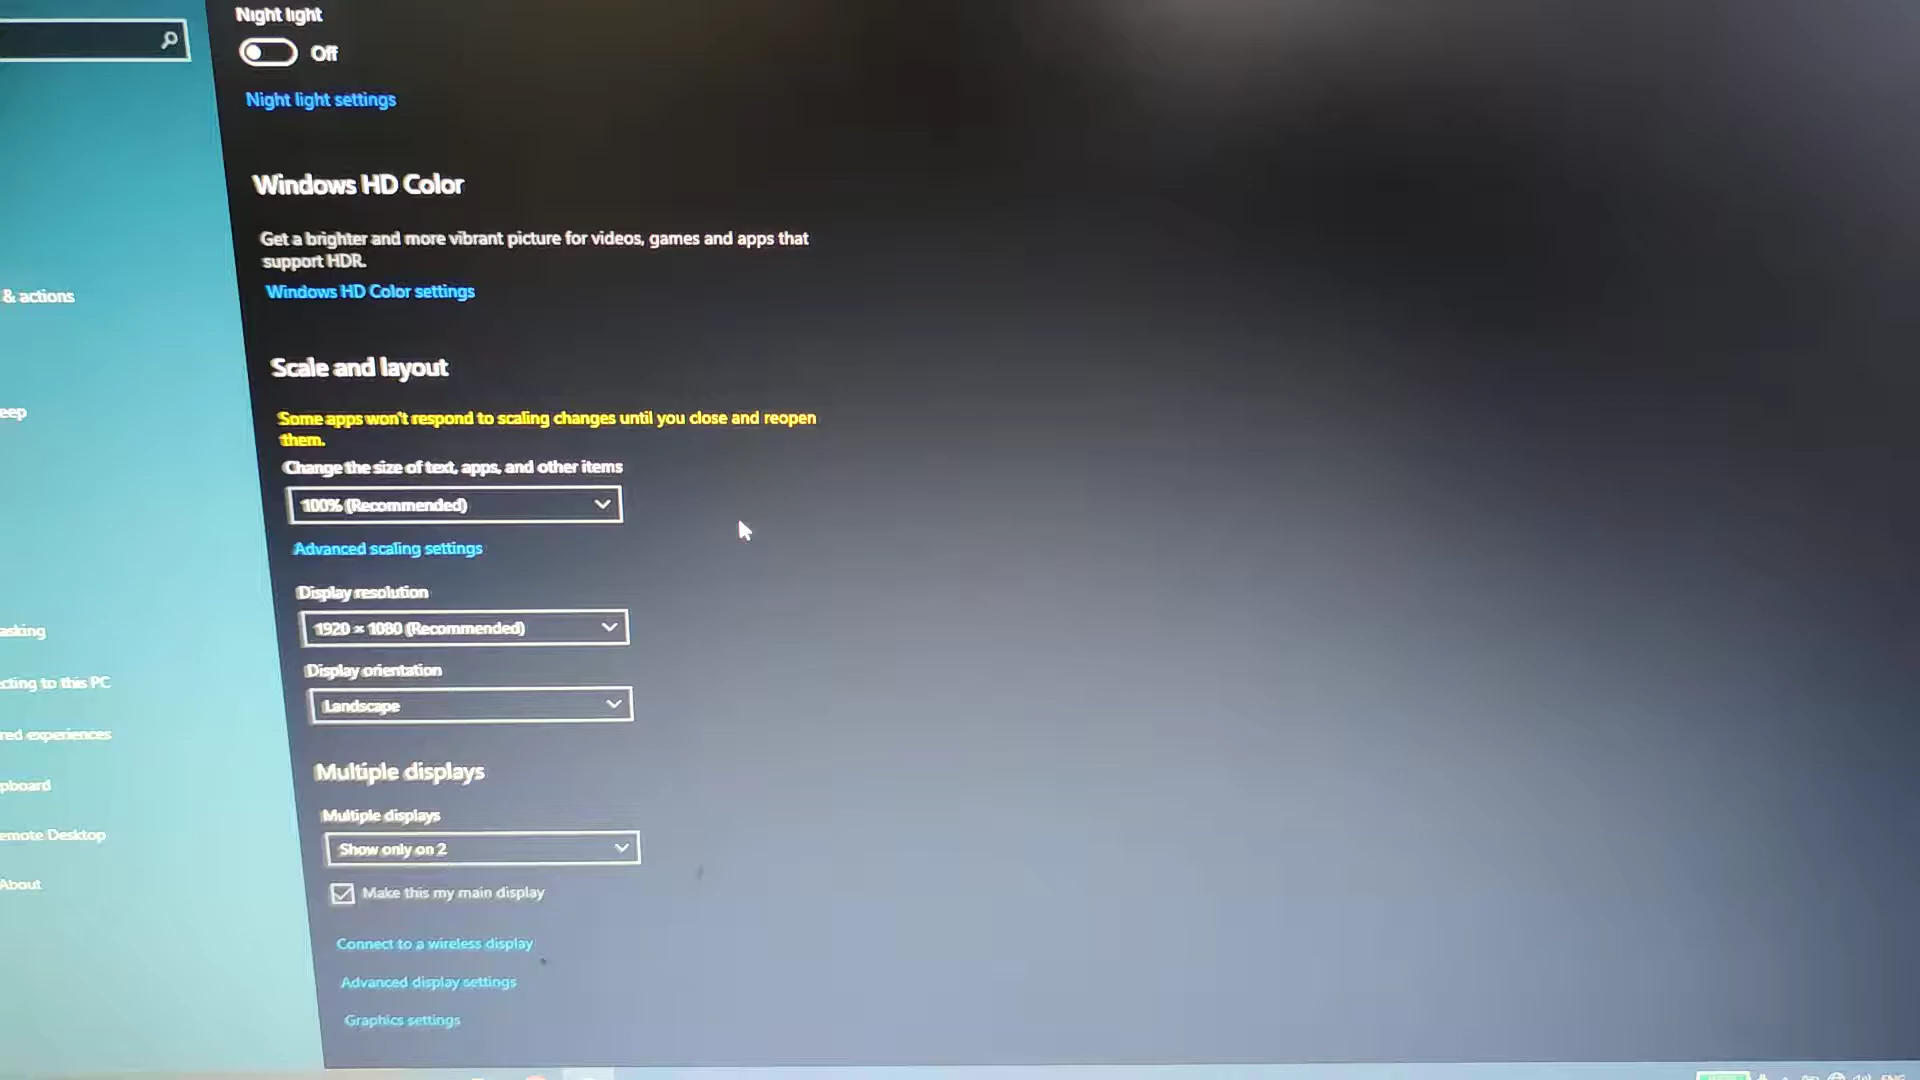 Night light
Off
Night light settings
Windows HD Color
Get a brighter and more vibrant picture for videos, games and apps that
support HDR.
Windows HD Color settings
& actions
Scale and layout
eep
Some apps won't respond to scaling changes until you close and reopen
them.
Change the size of text, apps, and other items
100% (Recommended)
Advanced scaling settings
Display resolution
1920 × 1080 (Recommended)
asking
Display orientation
cting to this PC
Landscape
red experiences
Multiple displays
pboard
Multiple displays
emote Desktop
Show only on 2
About
Make this my main display
Connect to a wireless display
Advanced display settings
Graphics settings
ENG